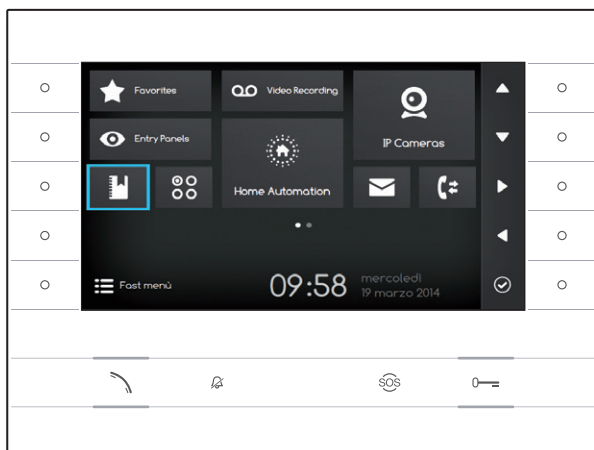 Favorites
Video Recording
Entry Panels
IP Cameras
Home Automation
Fast menù
09:58
mercoledì
19 marzo 2014
SOS